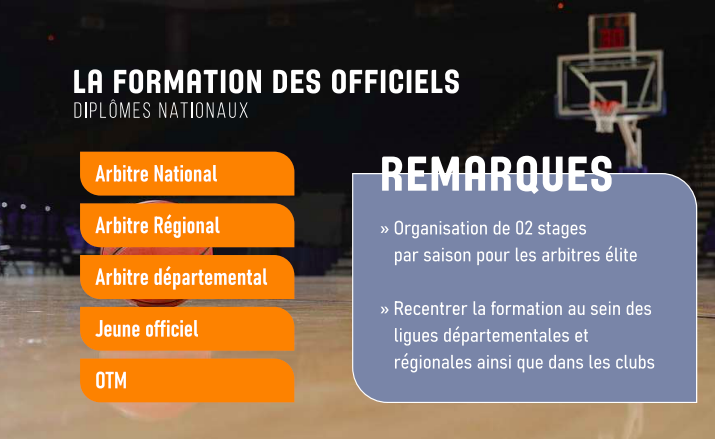 LA FORMATION DES OFFICIELS
DIPLÔMES NATIONAUX
Arbitre National
Arbitre Régional
Arbitre départemental
Jeune officiel
OTM
REMARQUES
» Organisation de 02 stages
par saison pour les arbitres élite
» Recentrer la formation au sein des
ligues départementales et
régionales ainsi que dans les clubs